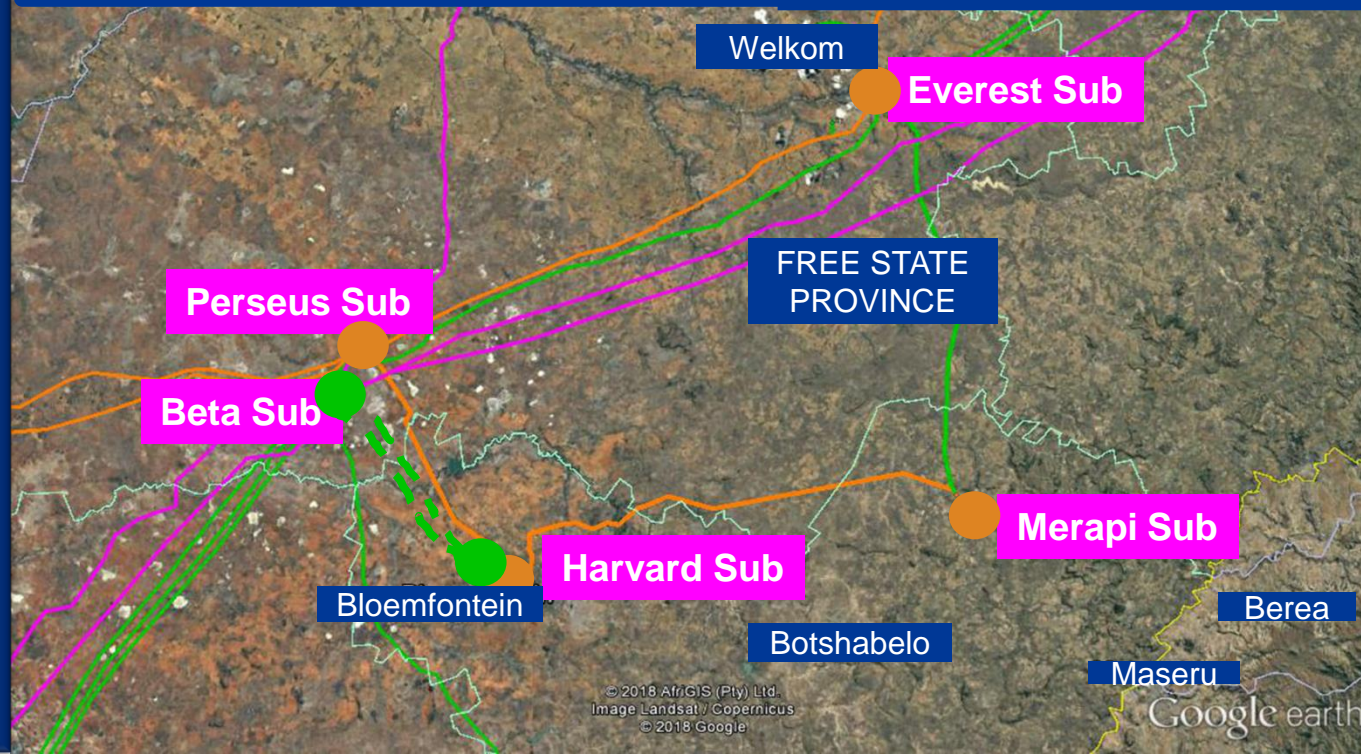 Welkom
Everest Sub
FREE STATE
PROVINCE
Perseus Sub
Beta Sub
Merapi Sub
Harvard Sub
Bloemfontein
Berea
Botshabelo
Maseru
© 2018 AfriGIS (Pty) Ltd.
Image Landsat / Copernicus
© 2018 Google
Google earth